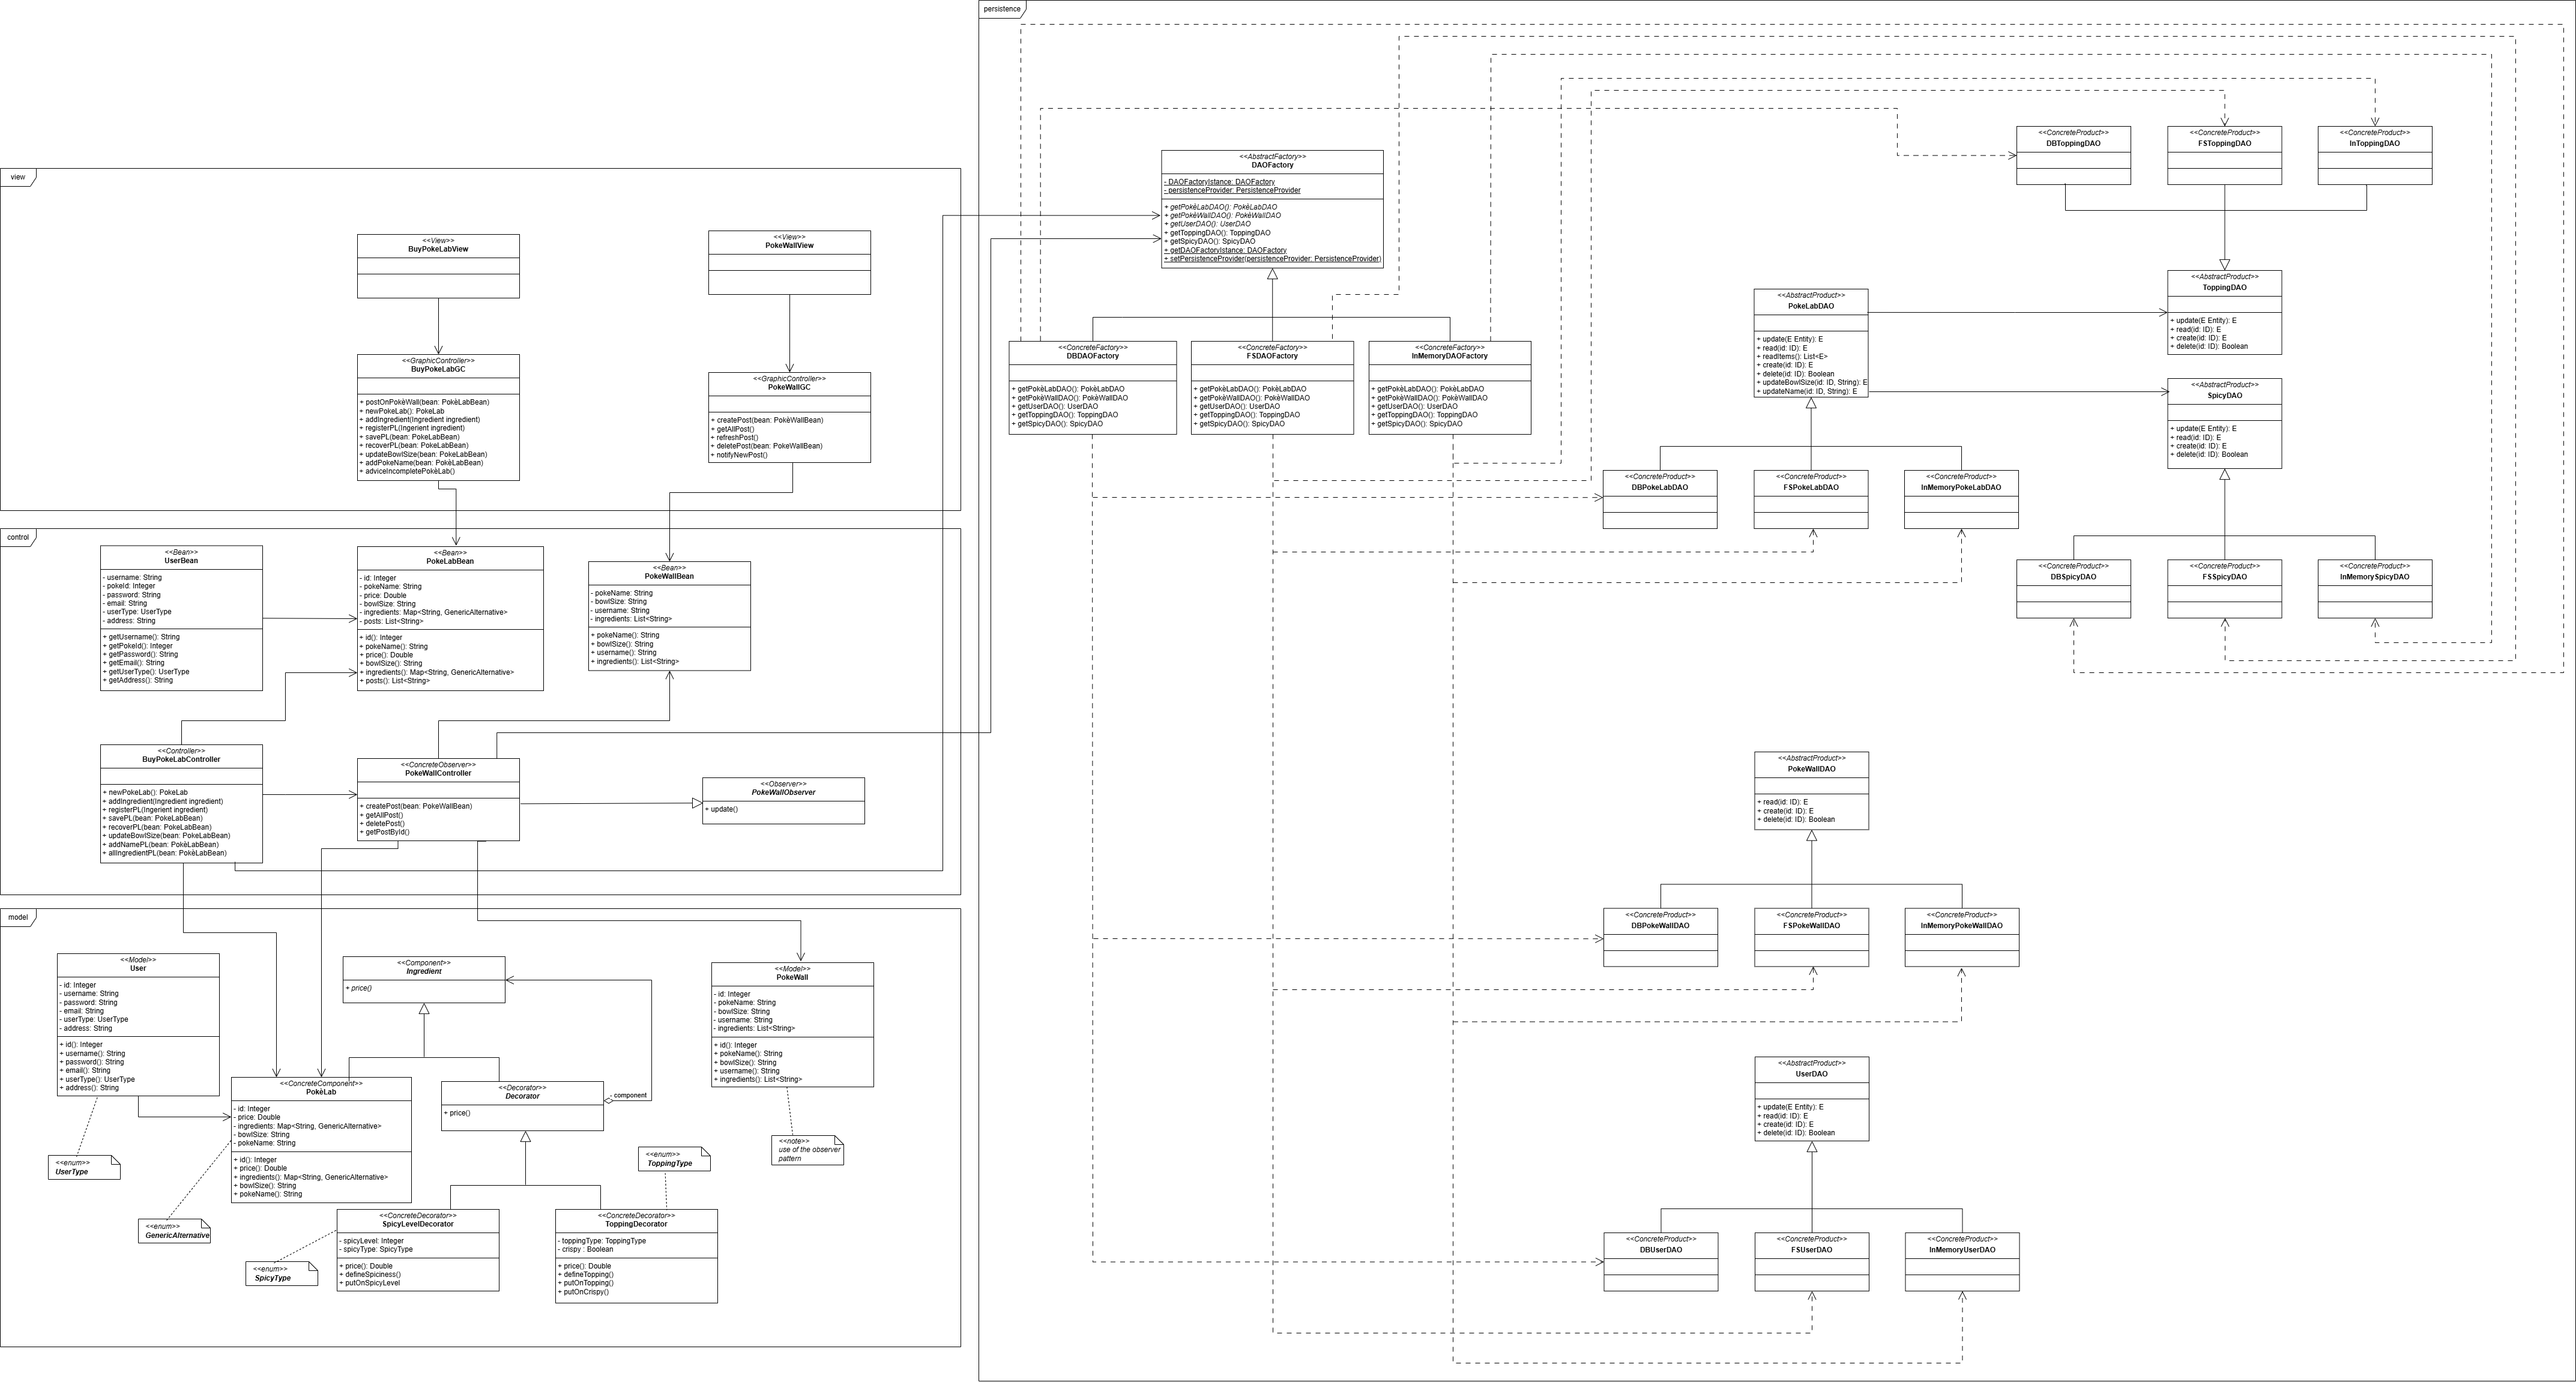 view
<<View>>
BuyPokeLabView
<<View>>
PokeWallView
<<GraphicController>>
BuyPokeLabGC
+ postOnPokèWall(bean: PokèLabBean)
+ newPokeLab(): PokeLab
+ addIngredient(Ingredient ingredient)
+ registerPL(Ingerient ingredient)
+ savePL(bean: PokeLabBean)
+ recoverPL(bean: PokeLabBean)
+ updateBowlSize(bean: PokeLabBean)
+ addPokeName(bean: PokèLabBean)
+ adviceIncompletePokèLab()
<<GraphicController>>
PokeWallGC
+ createPost(bean: PokèWallBean)
+ getAllPost()
+ refreshPost()
+ deletePost(bean: PokeWallBean)
+ notifyNewPost()
control
<<Bean>>
UserBean
- username: String
- pokeId: Integer
- password: String
- email: String
- userType: UserType
- address: String
+ getUsername(): String
+ getPokeId(): Integer
+ getPassword(): String
+ getEmail(): String
+ getUserType(): UserType
+ getAddress(): String
<<Bean>>
PokeLabBean
- id: Integer
- pokeName: String
- price: Double
- bowlSize: String
- ingredients: Map<String, GenericAlternative>
- posts: List<String>
+ id(): Integer
+ pokeName(): String
+ price(): Double
+ bowlSize(): String
+ ingredients(): Map<String, GenericAlternative>
+ posts(): List<String>
<<Bean>>
PokeWallBean
- pokeName: String
- bowlSize: String
- username: String
- ingredients: List<String>
+ pokeName(): String
+ bowlSize(): String
+ username(): String
+ ingredients(): List<String>
<<Controller>>
BuyPokeLabController
+ newPokeLab(): PokeLab
+ addIngredient(Ingredient ingredient)
+ registerPL(Ingerient ingredient)
+ savePL(bean: PokeLabBean)
+ recoverPL(bean: PokeLabBean)
+ updateBowlSize(bean: PokeLabBean)
+ addNamePL(bean: PokèLabBean)
+ allIngredientPL(bean: PokèLabBean)
<<ConcreteObserver>>
PokeWallController
+ createPost(bean: PokeWallBean)
+ getAllPost()
+ deletePost()
+ getPostById()
<<Observer>>
PokeWallObserver
+ update()
model
<<Model>>
User
- id: Integer
- username: String
- password: String
- email: String
- userType: UserType
- address: String
+ id(): Integer
+ username(): String
+ password(): String
+ email(): String
+ userType(): UserType
+ address(): String
<<enum>>
UserType
<<Component>>
Ingredient
+ price()
<<ConcreteComponent>>
PokèLab
- id: Integer
- price: Double
- ingredients: Map<String, GenericAlternative>
- bowlSize: String
- pokeName: String
+ id(): Integer
+ price(): Double
+ ingredients(): Map<String, GenericAlternative>
+ bowlSize(): String
+ pokeName(): String
<<enum>>
GenericAlternative
<<Decorator>>
Decorator
+ price()
- component
<<Model>>
PokeWall
- id: Integer
- pokeName: String
- bowlSize: String
- username: String
- ingredients: List<String>
+ id(): Integer
+ pokeName(): String
+ bowlSize(): String
+ username(): String
+ ingredients(): List<String>
<<note>>
use of the observer
pattern
<<enum>>
ToppingType
<<enum>>
SpicyType
<<ConcreteDecorator>>
SpicyLevelDecorator
- spicyLevel: Integer
- spicyType: SpicyType
+ price(): Double
+ defineSpiciness()
+ putOnSpicyLevel
<<ConcreteDecorator>>
ToppingDecorator
- toppingType: ToppingType
- crispy : Boolean
+ price(): Double
+ defineTopping()
+ putOnTopping()
+ putOnCrispy()
persistence
<<AbstractFactory>>
DAOFactory
- DAOFactoryIstance: DAOFactory
- persistenceProvider: PersistenceProvider
+ getPokèLabDAO(): PokèLabDAO
+ getPokèWallDAO(): PokèWallDAO
+ getUserDAO(): UserDAO
+ getToppingDAO(): ToppingDAO
+ getSpicyDAO(): SpicyDAO
+ getDAOFactoryIstance: DAOFactory
+ setPersistenceProvider(persistenceProvider: PersistenceProvider)
<<ConcreteFactory>>
DBDAOFactory
+ getPokèLabDAO(): PokèLabDAO
+ getPokèWallDAO(): PokèWallDAO
+ getUserDAO(): UserDAO
+ getToppingDAO(): ToppingDAO
+ getSpicyDAO(): SpicyDAO
<<ConcreteFactory>>
FSDAOFactory
+ getPokèLabDAO(): PokèLabDAO
+ getPokèWallDAO(): PokèWallDAO
+ getUserDAO(): UserDAO
+ getToppingDAO(): ToppingDAO
+ getSpicyDAO(): SpicyDAO
<<ConcreteFactory>>
InMemoryDAOFactory
+ getPokèLabDAO(): PokèLabDAO
+ getPokèWallDAO(): PokèWallDAO
+ getUserDAO(): UserDAO
+ getToppingDAO(): ToppingDAO
+ getSpicyDAO(): SpicyDAO
<<ConcreteProduct>>
DBToppingDAO
<<ConcreteProduct>>
FSToppingDAO
<<ConcreteProduct>>
InToppingDAO
<<AbstractProduct>>
ToppingDAO
+ update(E Entity): E
+ read(id: ID): E
+ create(id: ID): E
+ delete(id: ID): Boolean
<<AbstractProduct>>
PokeLabDAO
+ update(E Entity): E
+ read(id: ID): E
+ readItems(): List<E>
+ create(id: ID): E
+ delete(id: ID): Boolean
+ updateBowlSize(id: ID, String): E
+ updateName(id: ID, String): E
<<AbstractProduct>>
SpicyDAO
+ update(E Entity): E
+ read(id: ID): E
+ create(id: ID): E
+ delete(id: ID): Boolean
<<ConcreteProduct>>
DBPokeLabDAO
<<ConcreteProduct>>
FSPokeLabDAO
<<ConcreteProduct>>
InMemoryPokeLabDAO
<<ConcreteProduct>>
DBSpicyDAO
<<ConcreteProduct>>
FSSpicyDAO
<<ConcreteProduct>>
InMemorySpicyDAO
<<AbstractProduct>>
PokeWallDAO
+ read(id: ID): E
+ create(id: ID): E
+ delete(id: ID): Boolean
<<ConcreteProduct>>
DBPokeWallDAO
<<ConcreteProduct>>
FSPokeWallDAO
<<ConcreteProduct>>
InMemoryPokeWallDAO
<<AbstractProduct>>
UserDAO
+ update(E Entity): E
+ read(id: ID): E
+ create(id: ID): E
+ delete(id: ID): Boolean
<<ConcreteProduct>>
DBUserDAO
<<ConcreteProduct>>
FSUserDAO
<<ConcreteProduct>>
InMemoryUserDAO